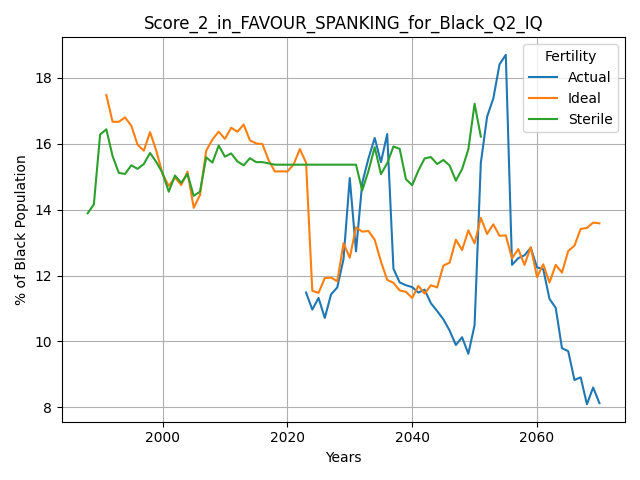 Score_2_in_FAVOUR_SPANKING_for_Black_Q2_IQ
Fertility
Actual
Ideal
Sterile
% of Black Population
18
16
14
12
10
8
2000 2020 2040 2060
Years